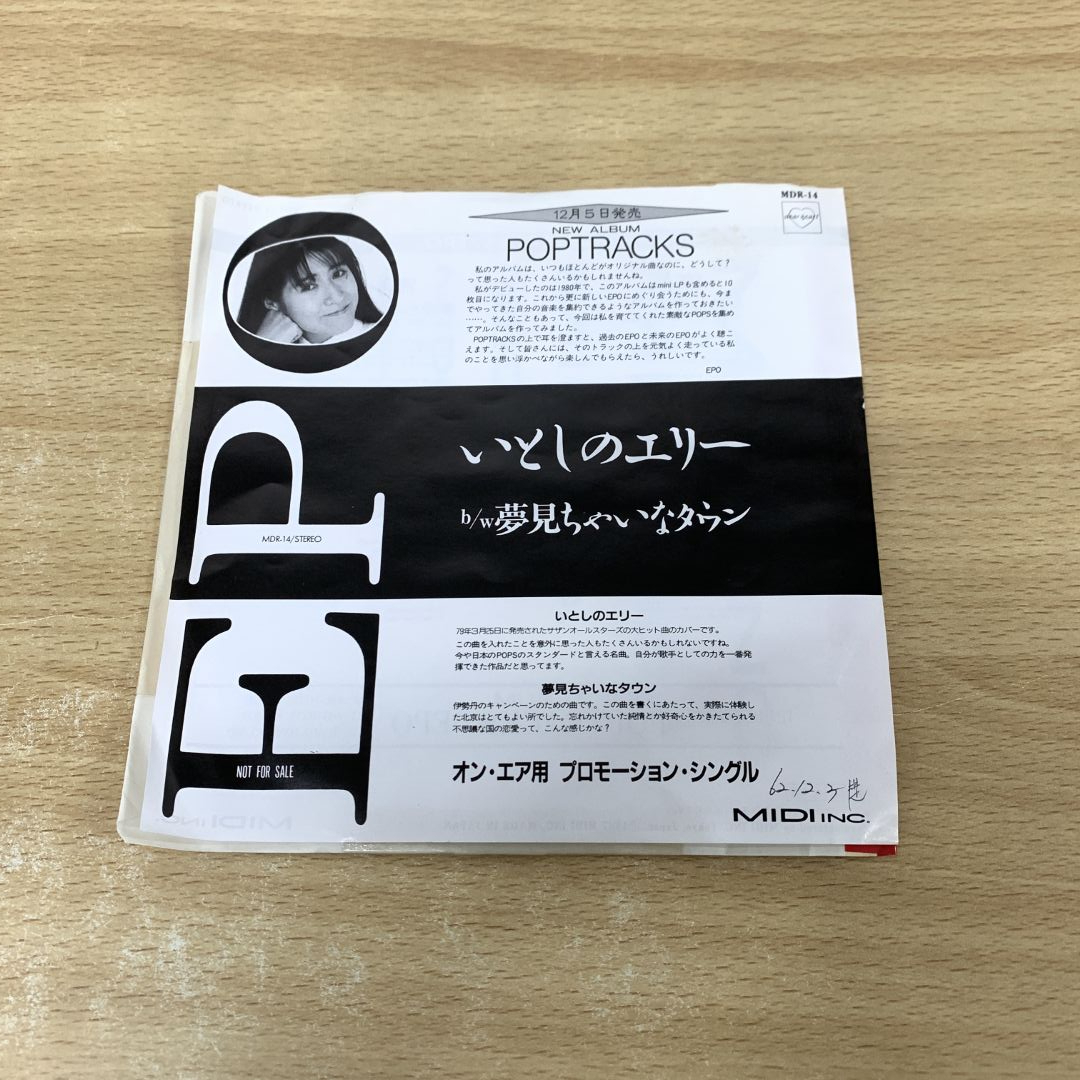 MDR-14
dear heart
12月5日発売
NEW ALBUM
POPTRACKS
私のアルバムは、いつもほとんどがオリジナル曲なのに、どうして?
って思った人もたくさんいるかもしれませんね。
私がデビューしたのは1980年で、このアルバムはmini LPも含めると10
枚目になります。これから更に新しいEPOにめぐり会うためにも、今ま
でやってきた自分の音楽を集約できるようなアルバムを作っておきたい
……。そんなこともあって、今回は私を育ててくれた素敵なPOPSを集め
てアルバムを作ってみました。
POPTRACKSの上で耳を澄ますと、過去のEPOと未来のEPOがよく聴こ
えます。そして皆さんには、そのトラックの上を元気よく走っている私
のことを思い浮かべながら楽しんでもらえたら、うれしいです。
EPO
EPO
MDR-14/STEREO
NOT FOR SALE
いとしのエリー
b/w夢見ちゃいなタウン
いとしのエリー
79年3月25日に発売されたサザンオールスターズの大ヒット曲のカバーです。
この曲を入れたことを意外に思った人もたくさんいるかもしれないですね。
今や日本のPOPSのスタンダードと言える名曲。自分が歌手としての力を一番発
揮できた作品だと思ってます。
夢見ちゃいなタウン
伊勢丹のキャンペーンのための曲です。この曲を書くにあたって、実際に体験し
た北京はとてもよい所でした。忘れかけていた純情とか好奇心をかきたてられる
不思議な国の恋愛って、こんな感じかな?
オン・エア用 プロモーション・シングル
62.12.5
MIDI INC.